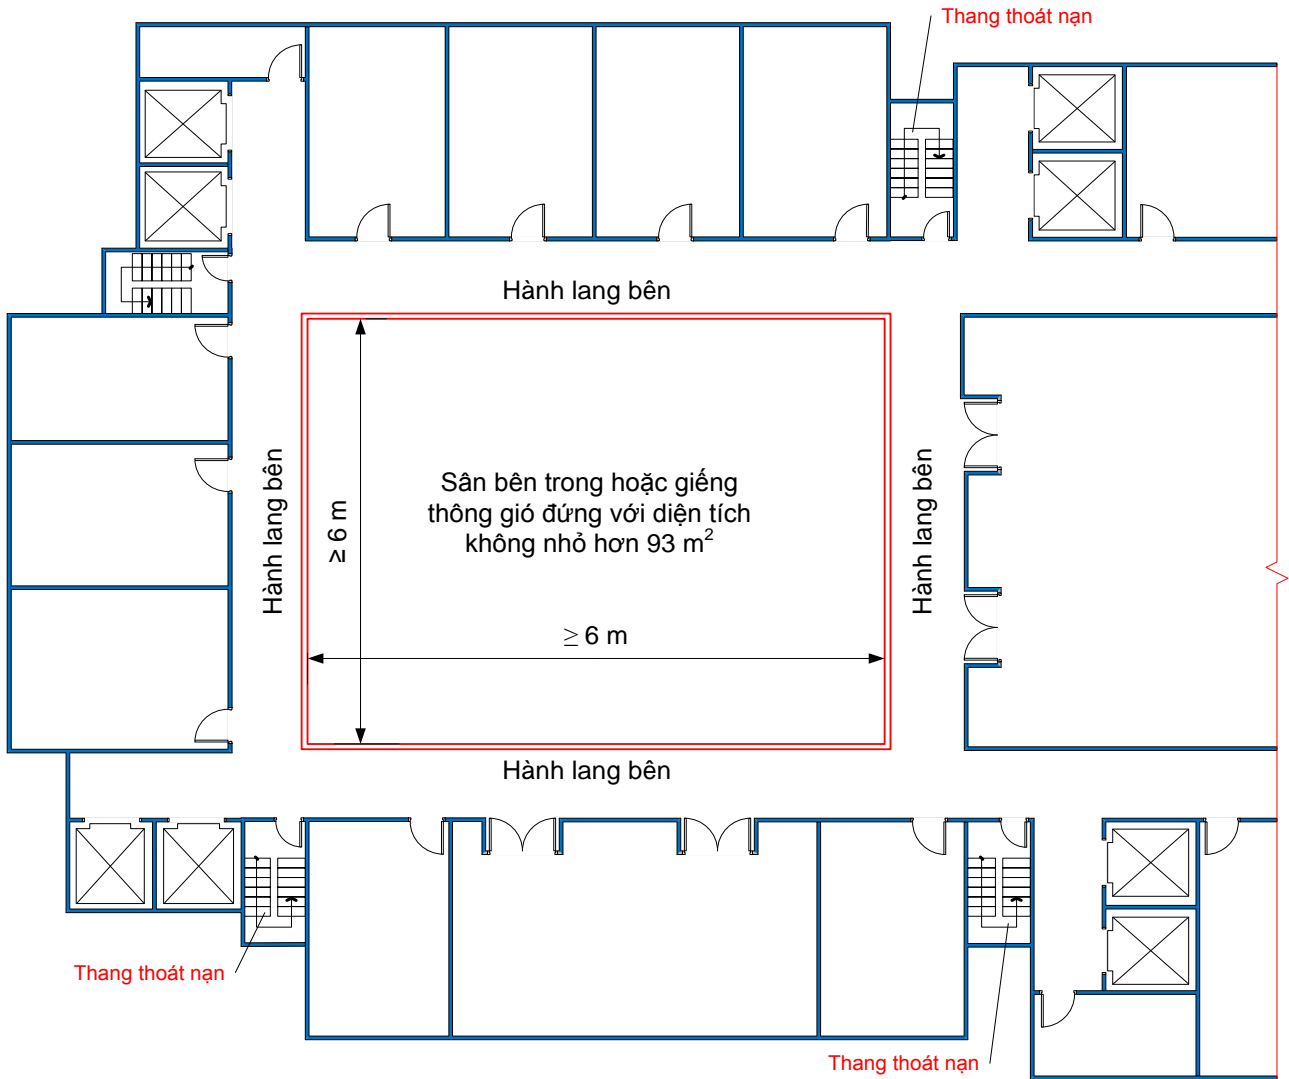 Thang thoát nạn
Hành lang bên
Hành lang bên
≥ 6 m
Sân bên trong hoặc giếng
thông gió đứng với diện tích
không nhỏ hơn 93 m²
Hành lang bên
≥ 6 m
Hành lang bên
Thang thoát nạn
Thang thoát nạn